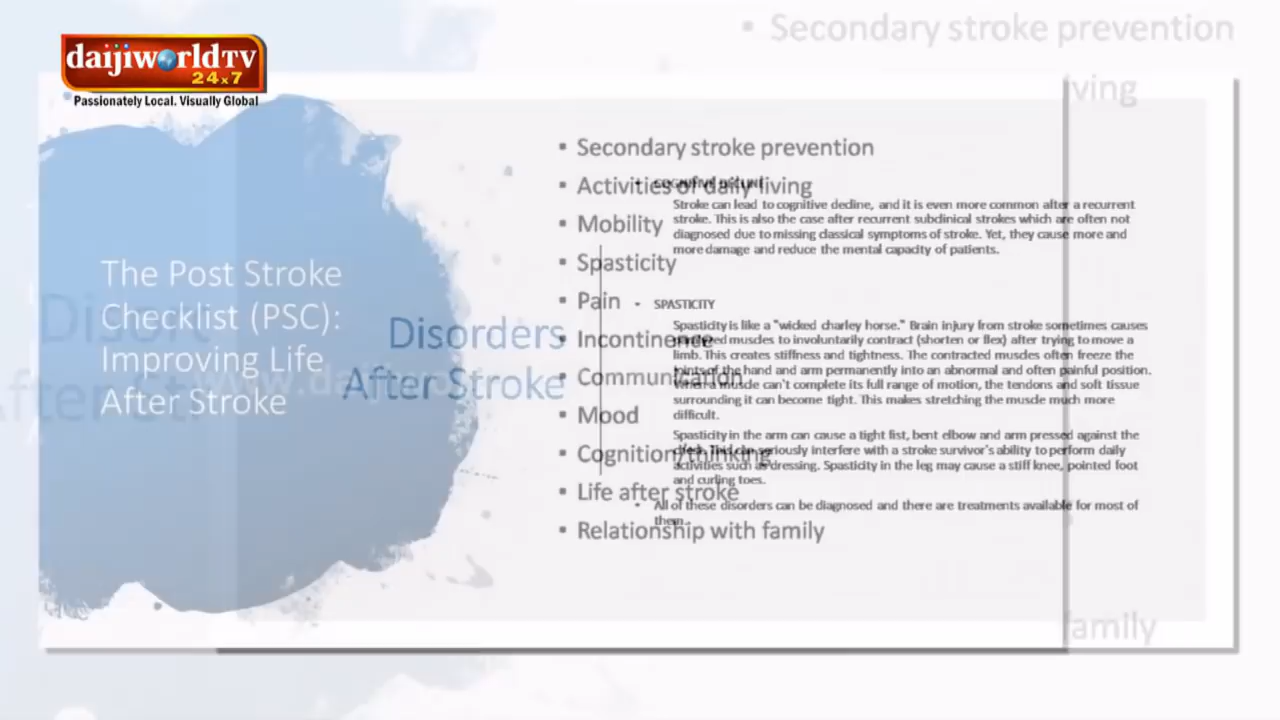 daijiworldTV
24x7
Passionately Local. Visually Global
• Secondary stroke prevention
living
family
The Post Stroke
Checklist (PSC):
Improving Life
After Stroke
Disorders
After Stroke
▪ Secondary stroke prevention
▪ Activities of daily living
▪ Mobility
▪ Spasticity
▪ Pain
▪ Incontinence
▪ Communication
▪ Mood
▪ Cognition/thinking
▪ Life after stroke
▪ Relationship with family
• COGNITIVE DECLINE
Stroke can lead to cognitive decline, and it is even more common after a recurrent
stroke. This is also the case after recurrent subclinical strokes which are often not
diagnosed due to missing classical symptoms of stroke. Yet, they cause more and
more damage and reduce the mental capacity of patients.
• SPASTICITY
Spasticity is like a "wicked charley horse." Brain injury from stroke sometimes causes
muscles to involuntarily contract (shorten or flex) after trying to move a
limb. This creates stiffness and tightness. The contracted muscles often freeze the
joints of the hand and arm permanently into an abnormal and often painful position.
When a muscle can't complete its full range of motion, the tendons and soft tissue
surrounding it can become tight. This makes stretching the muscle much more
difficult.
Spasticity in the arm can cause a tight fist, bent elbow and arm pressed against the
chest. This can seriously interfere with a stroke survivor's ability to perform daily
activities such as dressing. Spasticity in the leg may cause a stiff knee, pointed foot
and curling toes.
• All of these disorders can be diagnosed and there are treatments available for most of
them.